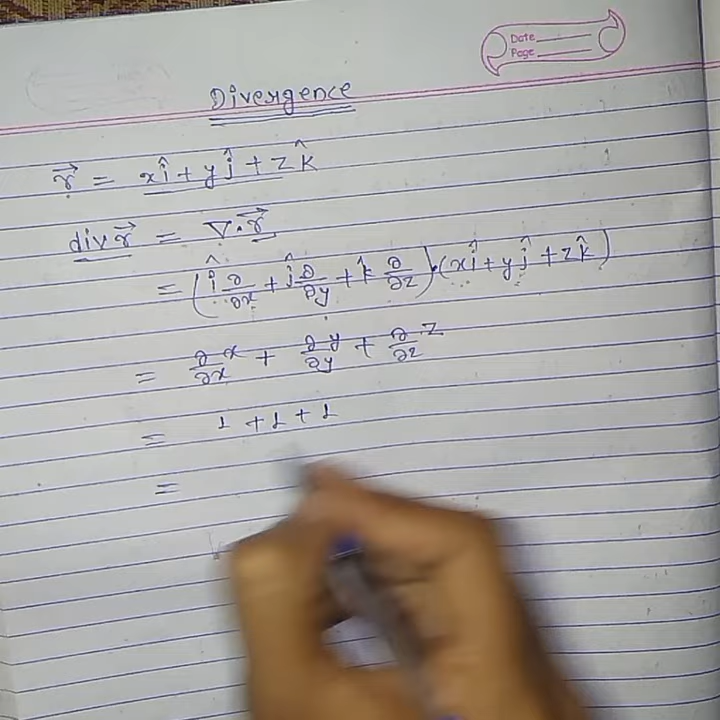 Date
Page
Divergence
r⃗ = xî + yĵ + zk̂
div r⃗ = ∇·r⃗
= (î ∂/∂x + ĵ ∂/∂y + k̂ ∂/∂z)·(xî + yĵ + zk̂)
= ∂/∂x x + ∂/∂y y + ∂/∂z z
= 1 + 1 + 1
=